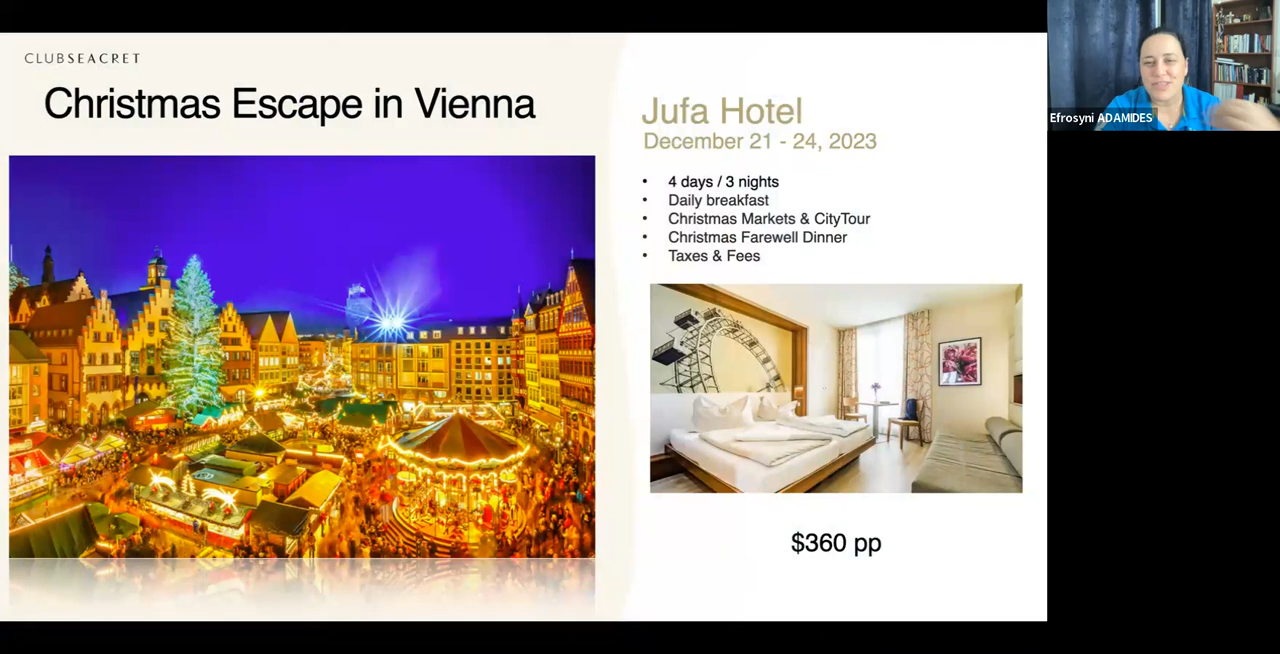 CLUBSEACRET
Christmas Escape in Vienna
Jufa Hotel
December 21 - 24, 2023
• 4 days / 3 nights
• Daily breakfast
• Christmas Markets & CityTour
• Christmas Farewell Dinner
• Taxes & Fees
$360 pp
Efrosyni ADAMIDES